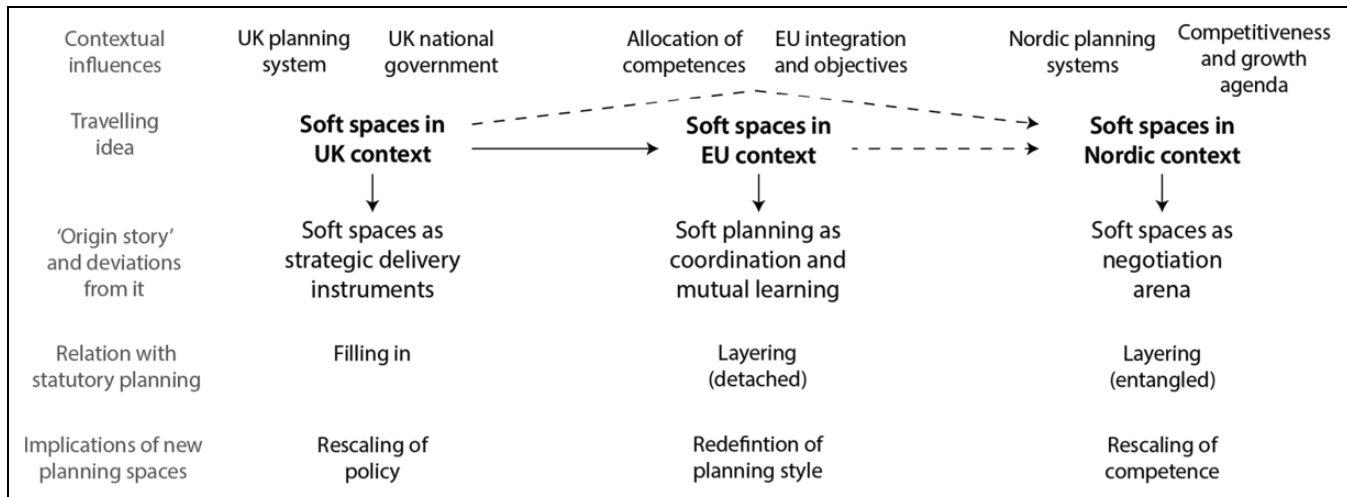 Contextual
influences
UK planning
system
UK national
government
Allocation of
competences
EU integration
and objectives
Nordic planning
systems
Competitiveness
and growth
agenda
Travelling
idea
Soft spaces in
UK context
Soft spaces in
EU context
Soft spaces in
Nordic context
‘Origin story’
and deviations
from it
Soft spaces as
strategic delivery
instruments
Soft planning as
coordination and
mutual learning
Soft spaces as
negotiation
arena
Relation with
statutory planning
Filling in
Layering
(detached)
Layering
(entangled)
Implications of new
planning spaces
Rescaling of
policy
Redefintion of
planning style
Rescaling of
competence